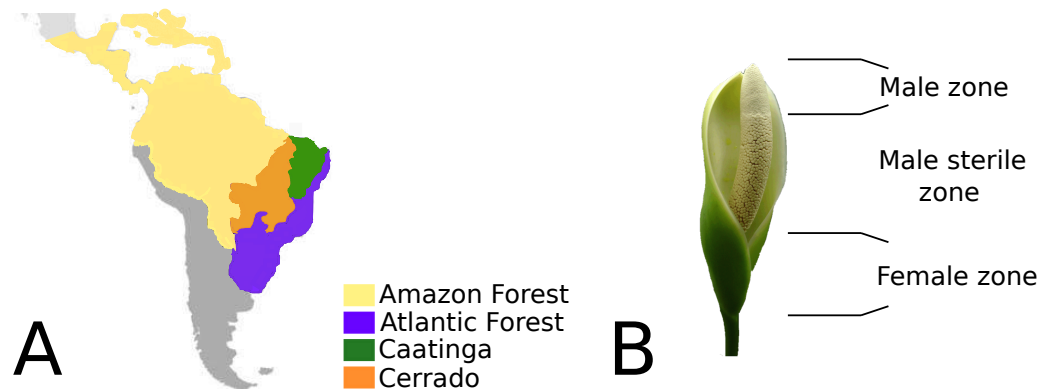 A
Amazon Forest
Atlantic Forest
Caatinga
Cerrado
B
Male zone
Male sterile
zone
Female zone